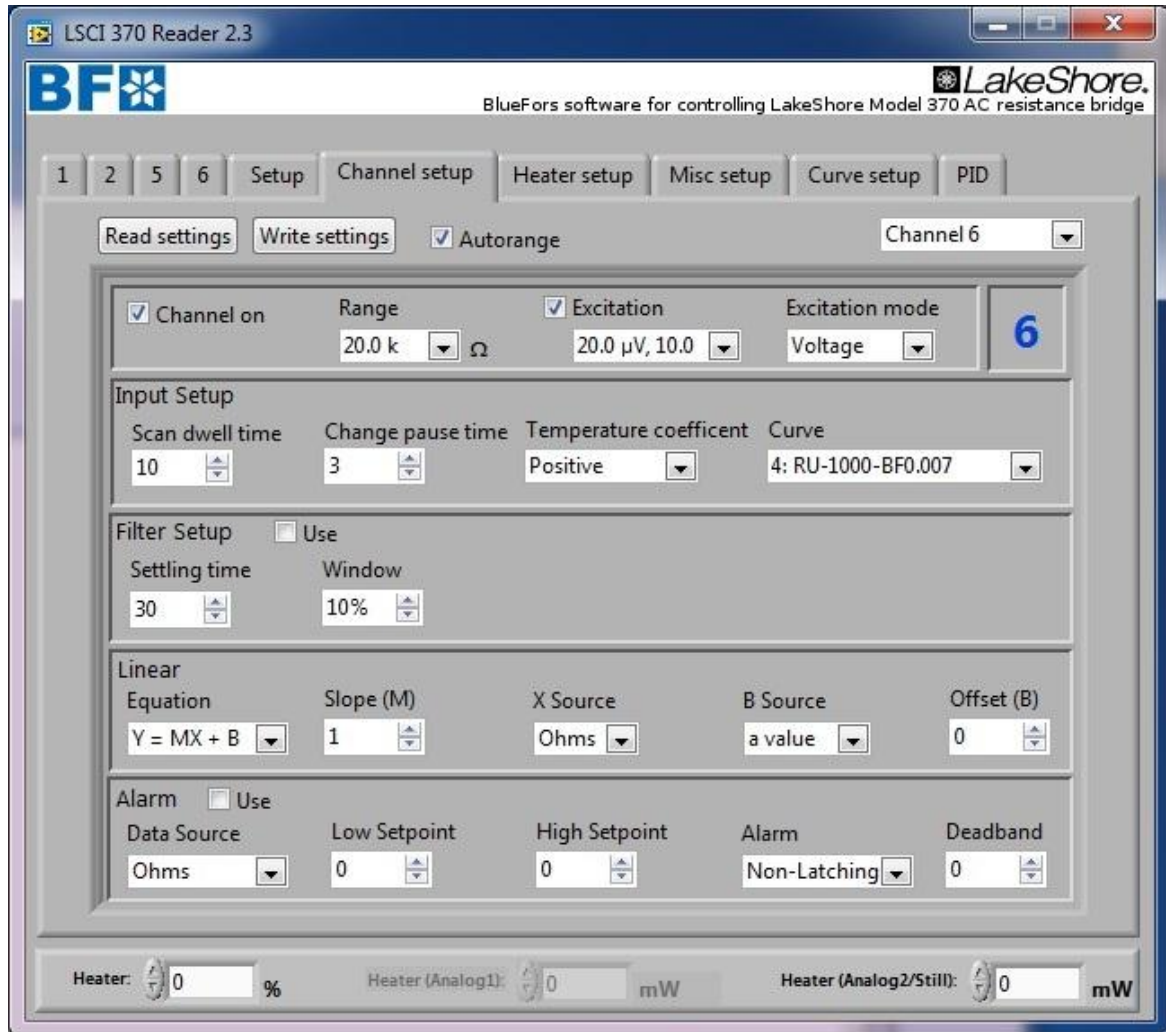 LSCI 370 Reader 2.3
BF LakeShore.
BlueFors software for controlling LakeShore Model 370 AC resistance bridge
1 2 5 6 Setup Channel setup Heater setup Misc setup Curve setup PID
Read settings Write settings Autorange Channel 6
Channel on Range Excitation Excitation mode 6
20.0 k Ω 20.0 µV, 10.0 Voltage
Input Setup
Scan dwell time Change pause time Temperature coefficent Curve
10 3 Positive 4: RU-1000-BF0.007
Filter Setup Use
Settling time Window
30 10%
Linear
Equation Slope (M) X Source B Source Offset (B)
Y = MX + B 1 Ohms a value 0
Alarm Use
Data Source Low Setpoint High Setpoint Alarm Deadband
Ohms 0 0 Non-Latching 0
Heater: 0 % Heater (Analog1): 0 mW Heater (Analog2/Still): 0 mW